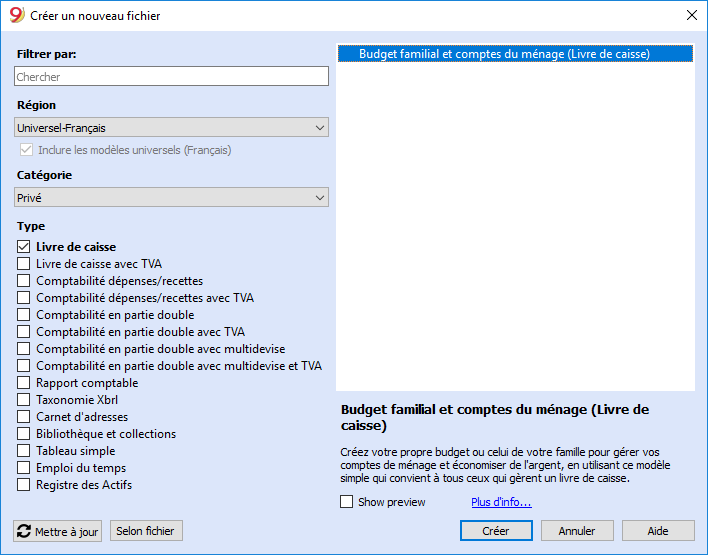 Créer un nouveau fichier
Filtrer par:
Chercher
Région
Universel-Français
Inclure les modèles universels (Français)
Catégorie
Privé
Type
Livre de caisse
Livre de caisse avec TVA
Comptabilité dépenses/recettes
Comptabilité dépenses/recettes avec TVA
Comptabilité en partie double
Comptabilité en partie double avec TVA
Comptabilité en partie double avec multidevise
Comptabilité en partie double avec multidevise et TVA
Rapport comptable
Taxonomie Xbrl
Carnet d'adresses
Bibliothèque et collections
Tableau simple
Emploi du temps
Registre des Actifs
Mettre à jour
Selon fichier
Budget familial et comptes du ménage (Livre de caisse)
Budget familial et comptes du ménage (Livre de
caisse)
Créez votre propre budget ou celui de votre famille pour gérer vos
comptes de ménage et économiser de l'argent, en utilisant ce modèle
simple qui convient à tous ceux qui gèrent un livre de caisse.
Show preview
Plus d'info...
Créer
Annuler
Aide